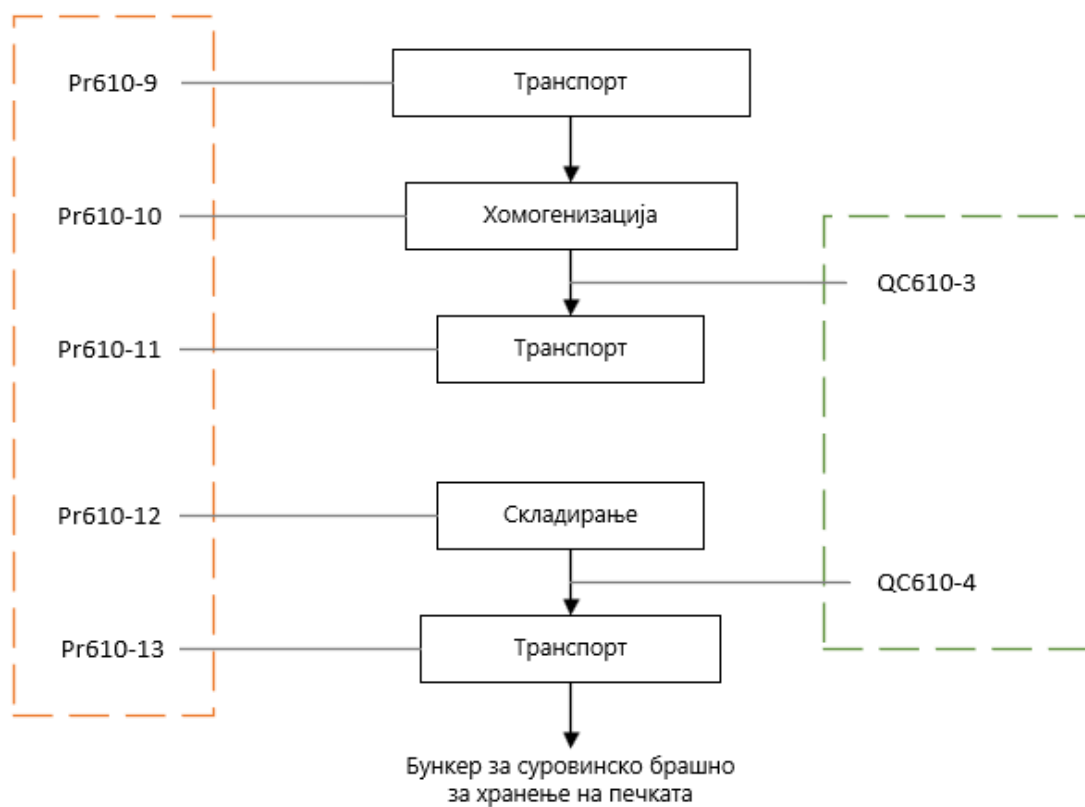 Pr610-9
Транспорт
Pr610-10
Хомогенизација
QC610-3
Pr610-11
Транспорт
Pr610-12
Складирање
QC610-4
Pr610-13
Транспорт
Бункер за суровинско брашно
за хранење на печката